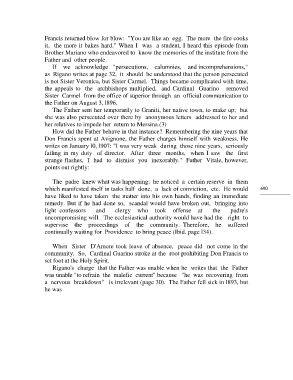 Francis returned blow for blow: "You are like an egg. The more the fire cooks
it, the more it bakes hard." When I was a student, I heard this episode from
Brother Mariano who endeavored to know the memories of the institute from the
Father and other people.
If we acknowledge "persecutions, calumnies, and incomprehensions,"
as Rigano writes at page 32, it should be understood that the person persecuted
is not Sister Veronica, but Sister Carmel. Things became complicated with time,
the appeals to the archbishops multiplied, and Cardinal Guarino removed
Sister Carmel from the office of superior through an official communication to
the Father on August 3, 1896.
The Father sent her temporarily to Graniti, her native town, to make up; but
she was also persecuted over there by anonymous letters addressed to her and
her relatives to impede her return to Messina.(3)
How did the Father behave in that instance? Remembering the nine years that
Don Francis spent at Avignone, the Father charges himself with weakness. He
writes on January 10, 1907: "I was very weak during those nine years, seriously
failing in my duty of director. After three months, when I saw the first
strange flashes, I had to dismiss you inexorably." Father Vitale, however,
points out rightly:
The padre knew what was happening; he noticed a certain reserve in them
which manifested itself in tasks half done, a lack of conviction, etc. He would
have liked to have taken the matter into his own hands, finding an immediate
remedy. But if he had done so, scandal would have broken out, bringing into
light confessors and clergy who took offense at the padre's
uncompromising will. The ecclesiastical authority would have had the right to
supervise the proceedings of the community. Therefore, he suffered
continually waiting for Providence to bring peace (Ibid. page 134).
When Sister D'Amore took leave of absence, peace did not come in the
community. So, Cardinal Guarino stroke at the root prohibiting Don Francis to
set foot at the Holy Spirit.
Rigano's charge that the Father was unable when he writes that the Father
was unable "to refrain the malefic current" because "he was recovering from
a nervous breakdown" is irrelevant (page 30). The Father fell sick in 1893, but
he was